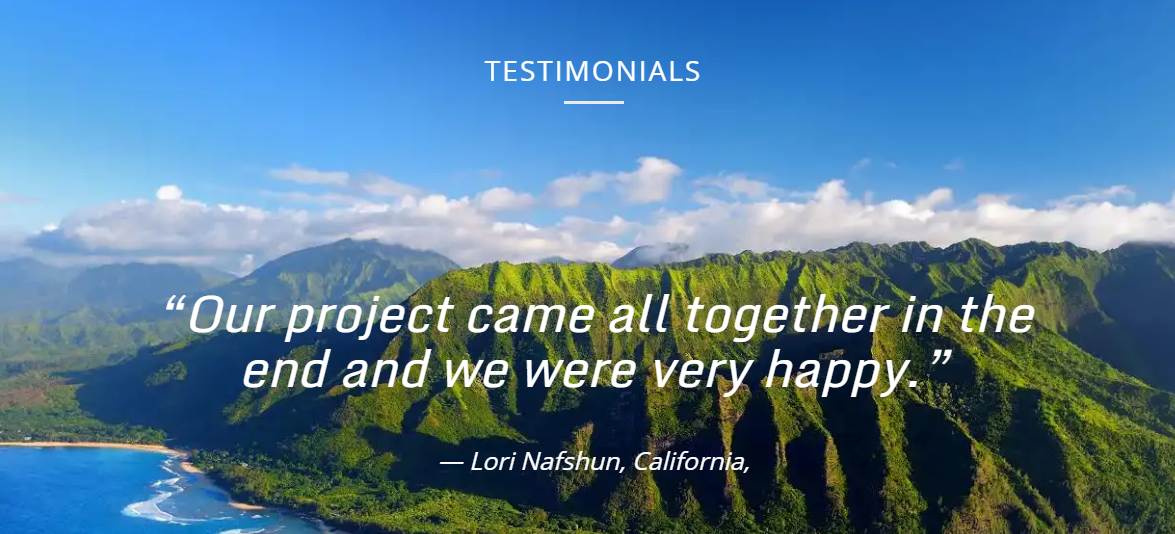 TESTIMONIALS
“Our project came all together in the
end and we were very happy.”
— Lori Nafshun, California,